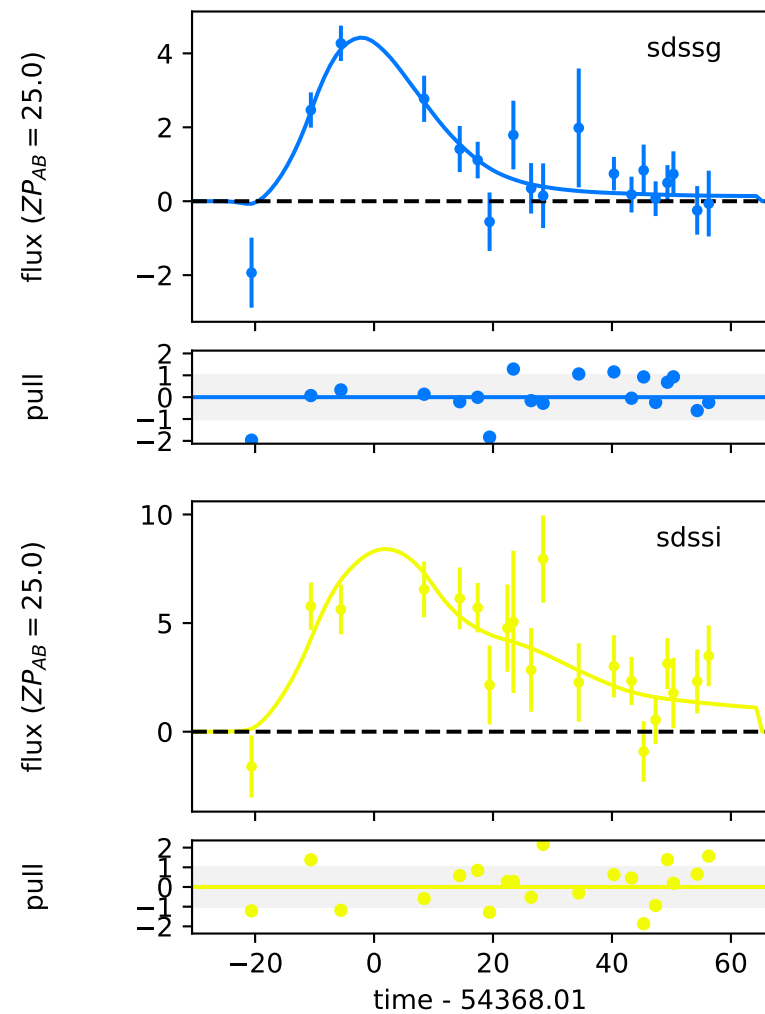 sdssg
4
2
0
−2
flux (ZP_AB = 25.0)
2
1
0
−1
−2
pull
sdssi
10
5
0
flux (ZP_AB = 25.0)
2
1
0
−1
−2
pull
−20 0 20 40 60
time - 54368.01